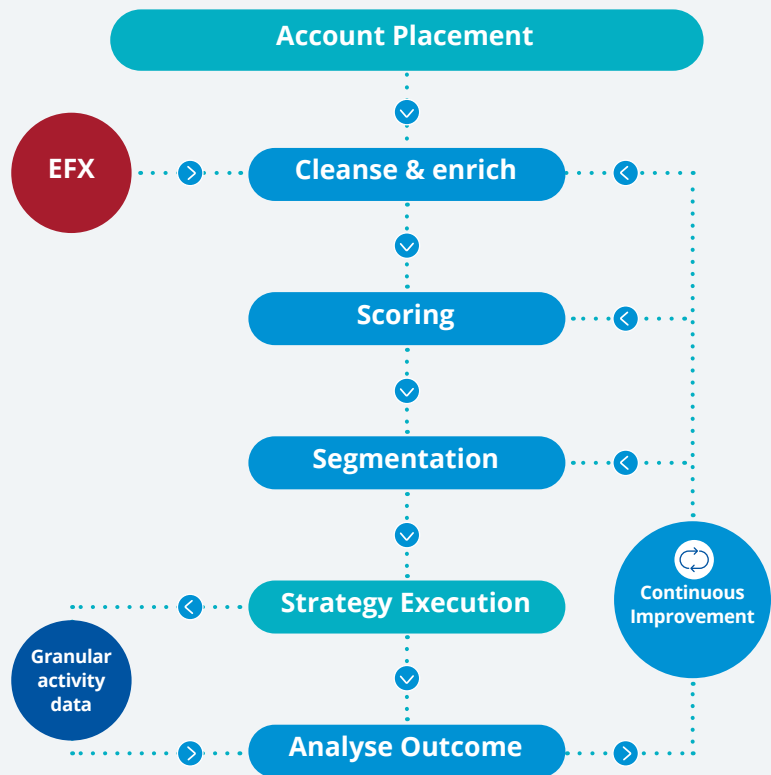 Account Placement
EFX
Cleanse & enrich
Scoring
Segmentation
Continuous
Improvement
Strategy Execution
Granular
activity
data
Analyse Outcome